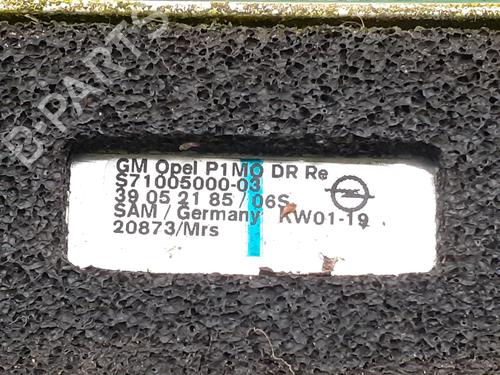 B-PARTS
GM Opel P1MO DR Re
S71005000-03
39 05 21 85 / 06S
SAM / Germany KW01-19
20873/Mrs